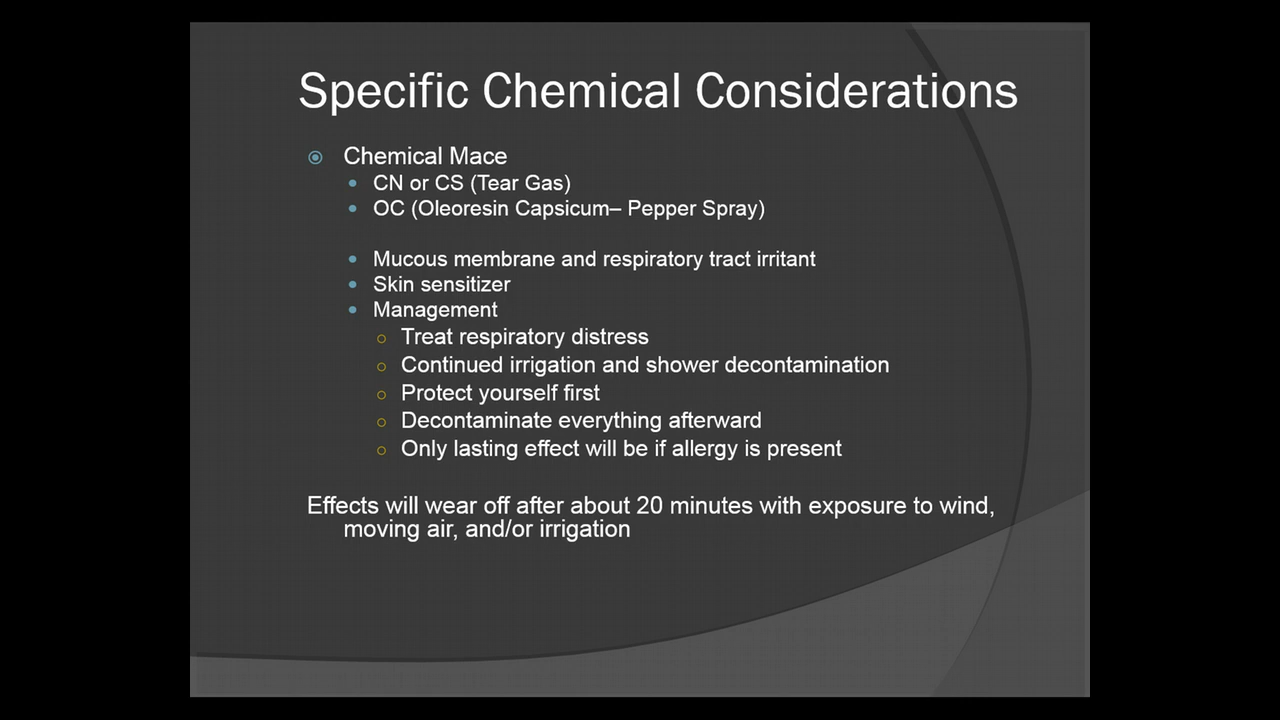 Specific Chemical Considerations
Chemical Mace
CN or CS (Tear Gas)
OC (Oleoresin Capsicum– Pepper Spray)
Mucous membrane and respiratory tract irritant
Skin sensitizer
Management
Treat respiratory distress
Continued irrigation and shower decontamination
Protect yourself first
Decontaminate everything afterward
Only lasting effect will be if allergy is present
Effects will wear off after about 20 minutes with exposure to wind,
moving air, and/or irrigation